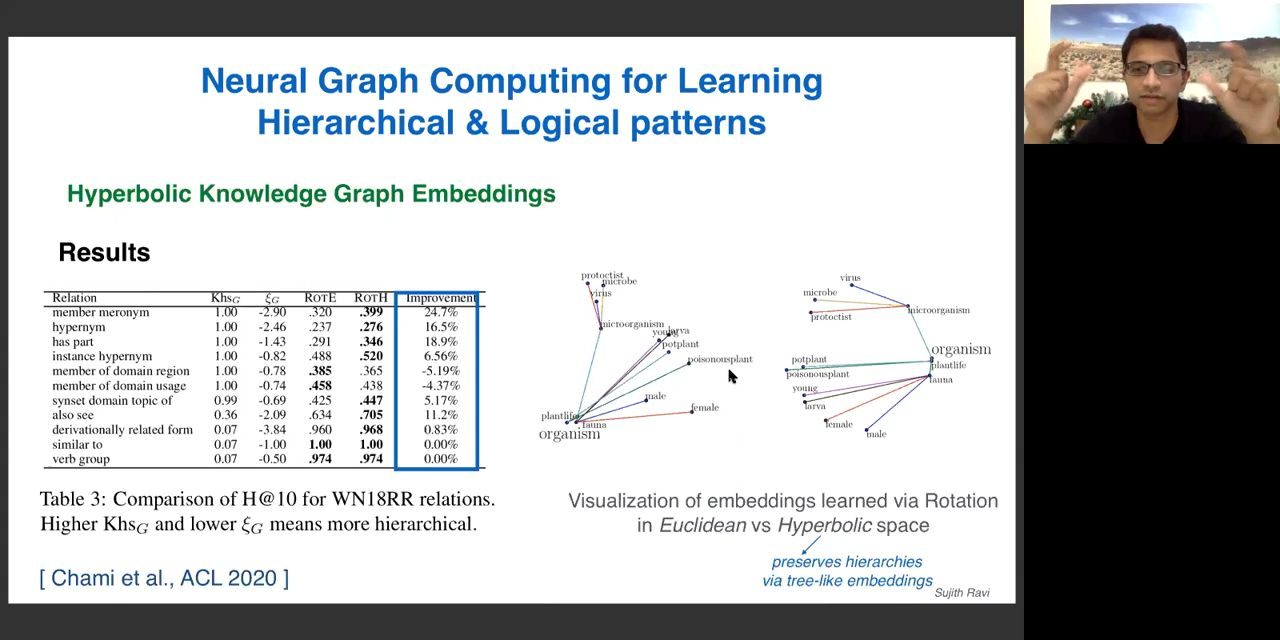 Neural Graph Computing for Learning
Hierarchical & Logical patterns
Hyperbolic Knowledge Graph Embeddings
Results
Relation KhsG ξG ROTE ROTH Improvement
member meronym 1.00 -2.90 .320 .399 24.7%
hypernym 1.00 -2.46 .237 .276 16.5%
has part 1.00 -1.43 .291 .346 18.9%
instance hypernym 1.00 -0.82 .488 .520 6.56%
member of domain region 1.00 -0.78 .385 .365 -5.19%
member of domain usage 1.00 -0.74 .458 .438 -4.37%
synset domain topic of 0.99 -0.69 .425 .447 5.17%
also see 0.36 -2.09 .634 .705 11.2%
derivationally related form 0.07 -3.84 .960 .968 0.83%
similar to 0.07 -1.00 1.00 1.00 0.00%
verb group 0.07 -0.50 .974 .974 0.00%
Table 3: Comparison of H@10 for WN18RR relations.
Higher KhsG and lower ξG means more hierarchical.
[ Chami et al., ACL 2020 ]
protoctist
microbe
virus
microorganism
young
larva
potplant
poisonousplant
male
female
plantlife
fauna
organism
virus
microbe
protoctist
microorganism
organism
potplant
plantlife
poisonousplant
fauna
young
larva
female
male
Visualization of embeddings learned via Rotation
in Euclidean vs Hyperbolic space
preserves hierarchies
via tree-like embeddings
Sujith Ravi